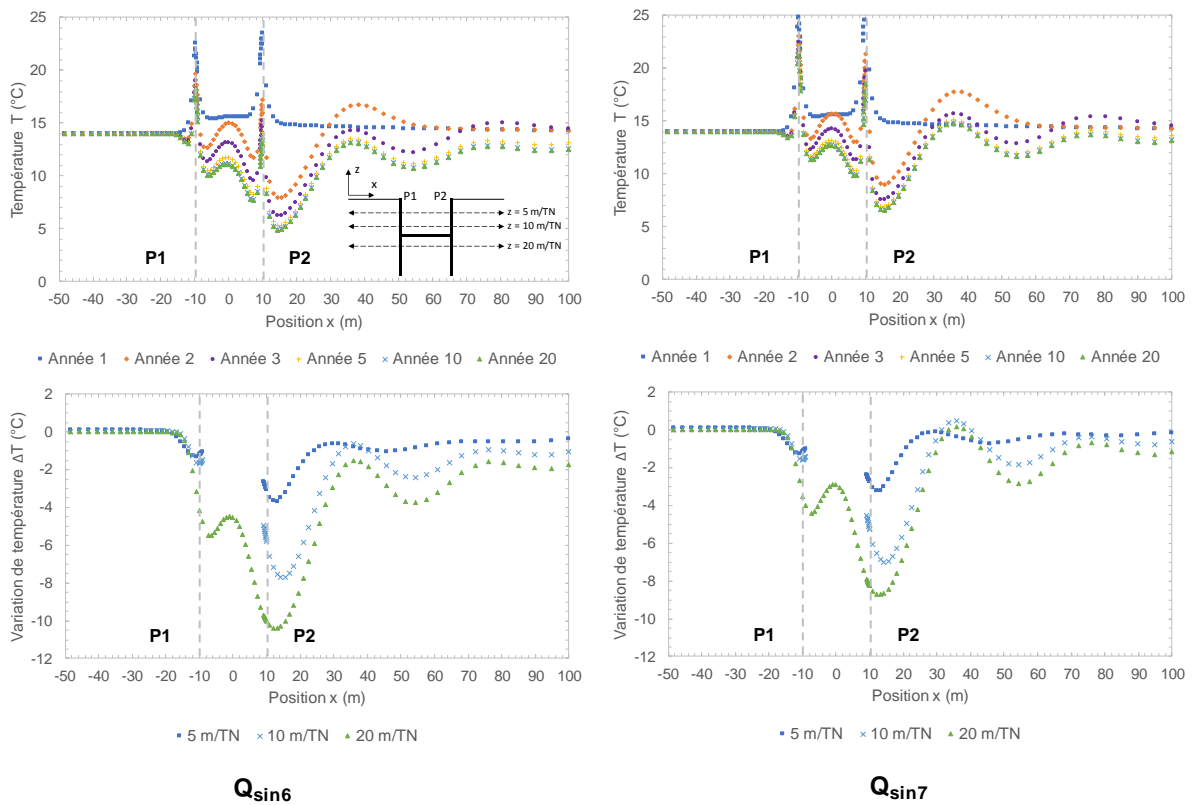 25
20
15
10
5
0
Température T (°C)
-50 -40 -30 -20 -10 0 10 20 30 40 50 60 70 80 90 100
Position x (m)
P1
P2
z
x
P1
P2
z = 5 m/TN
z = 10 m/TN
z = 20 m/TN
Année 1 Année 2 Année 3 Année 5 Année 10 Année 20
25
20
15
10
5
0
Température T (°C)
-50 -40 -30 -20 -10 0 10 20 30 40 50 60 70 80 90 100
Position x (m)
P1
P2
Année 1 Année 2 Année 3 Année 5 Année 10 Année 20
2
0
-2
-4
-6
-8
-10
-12
Variation de température ΔT (°C)
-50 -40 -30 -20 -10 0 10 20 30 40 50 60 70 80 90 100
Position x (m)
P1
P2
5 m/TN 10 m/TN 20 m/TN
2
0
-2
-4
-6
-8
-10
-12
Variation de température ΔT (°C)
-50 -40 -30 -20 -10 0 10 20 30 40 50 60 70 80 90 100
Position x (m)
P1
P2
5 m/TN 10 m/TN 20 m/TN
Qsin6
Qsin7